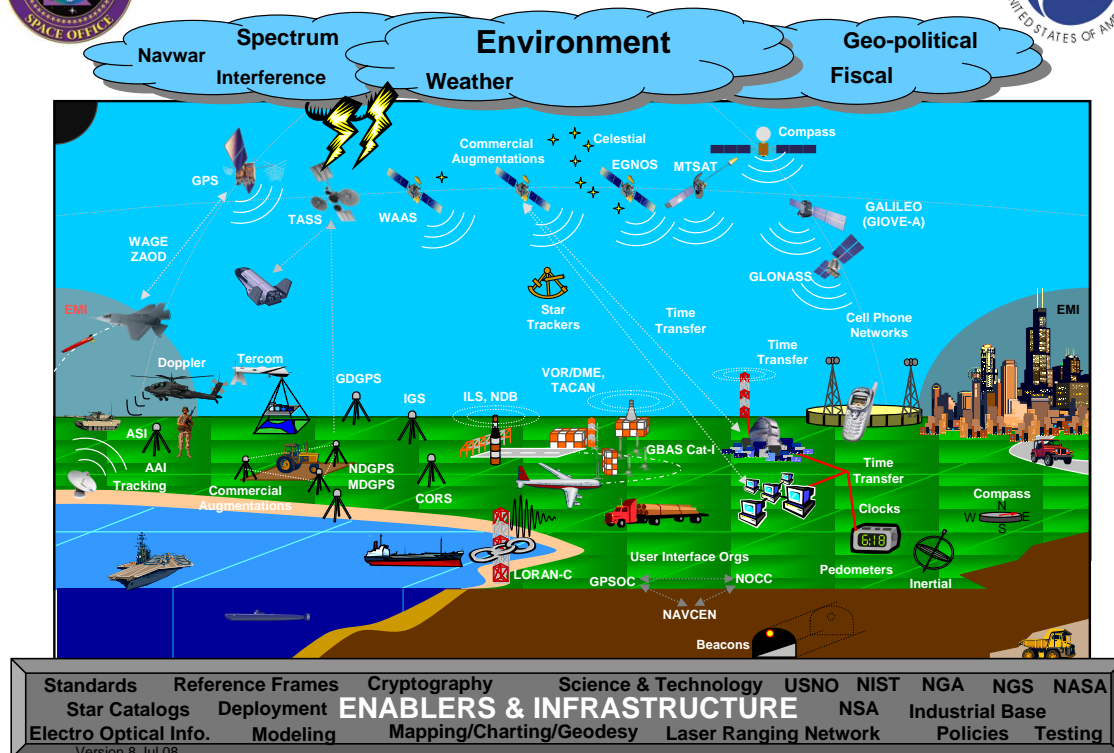 SPACE OFFICE
UNITED STATES OF AM
Navwar
Spectrum
Interference
Environment
Weather
Geo-political
Fiscal
GPS
TASS
WAAS
Commercial
Augmentations
Celestial
EGNOS
MTSAT
Compass
GALILEO
(GIOVE-A)
GLONASS
WAGE
ZAOD
EMI
Star
Trackers
Time
Transfer
Cell Phone
Networks
EMI
Time
Transfer
Doppler
Tercom
GDGPS
IGS
ILS, NDB
VOR/DME,
TACAN
ASI
AAI
Tracking
Commercial
Augmentations
NDGPS
MDGPS
CORS
GBAS Cat-I
Time
Transfer
Clocks
6:18
Compass
N
W
E
S
Pedometers
Inertial
LORAN-C
User Interface Orgs
GPSOC
NOCC
NAVCEN
Beacons
Standards Reference Frames Cryptography Science & Technology USNO NIST NGA NGS NASA
Star Catalogs Deployment ENABLERS & INFRASTRUCTURE NSA Industrial Base
Electro Optical Info. Modeling Mapping/Charting/Geodesy Laser Ranging Network Policies Testing
Version 8 Jul 08